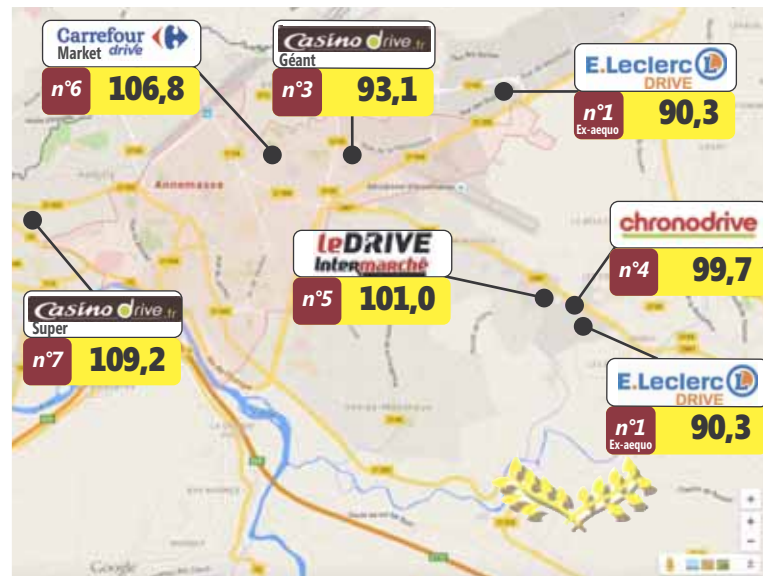 Carrefour
Market drive
n°6 106,8
Casino drive.fr
Géant
n°3 93,1
E.Leclerc
DRIVE
n°1
Ex-aequo
90,3
Annemasse
chronodrive
n°4 99,7
leDRIVE
Intermarché
n°5 101,0
Casino drive.fr
Super
n°7 109,2
E.Leclerc
DRIVE
n°1
Ex-aequo
90,3
Google